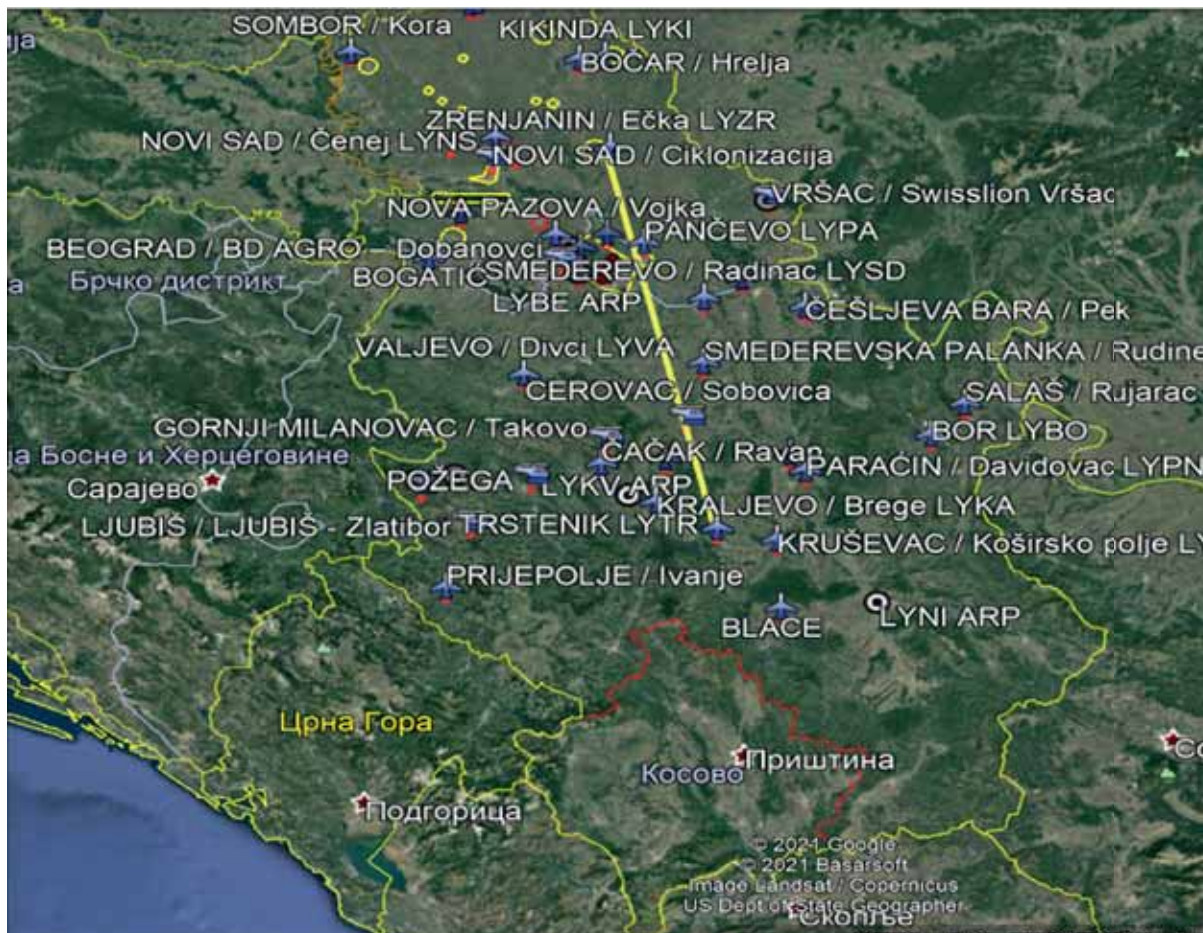 SOMBOR / Kora
KIKINDA LYKI
ија
BOČAR / Hrelja
ZRENJANIN / Ečka LYZR
NOVI SAD / Čenej LYNS
NOVI SAD / Ciklonizacija
VRŠAC / Swisslion Vršac
NOVA PAZOVA / Vojka
PANČEVO LYPA
BEOGRAD / BD AGRO – Dobanovci
BOGATIĆ
SMEDEREVO / Radinac LYSD
Брчко дистрикт
а
LYBE ARP
ČEŠLJEVA BARA / Pek
VALJEVO / Divci LYVA
SMEDEREVSKA PALANKA / Rudine
CEROVAC / Sobovica
SALAŠ / Rujarac
GORNJI MILANOVAC / Takovo
BOR LYBO
ја Босне и Херцеговине
ČAČAK / Ravan
PARAĆIN / Davidovac LYPN
Сарајево
POŽEGA
LYKV ARP
KRALJEVO / Brege LYKA
LJUBIŠ / LJUBIŠ - Zlatibor
TRSTENIK LYTR
KRUŠEVAC / Koširsko polje LY
PRIJEPOLJE / Ivanje
BLACE
LYNI ARP
Црна Гора
Косово
Приштина
Со
Подгорица
© 2021 Google
© 2021 Basarsoft
Image Landsat / Copernicus
US Dept of State Geographer
Скопље